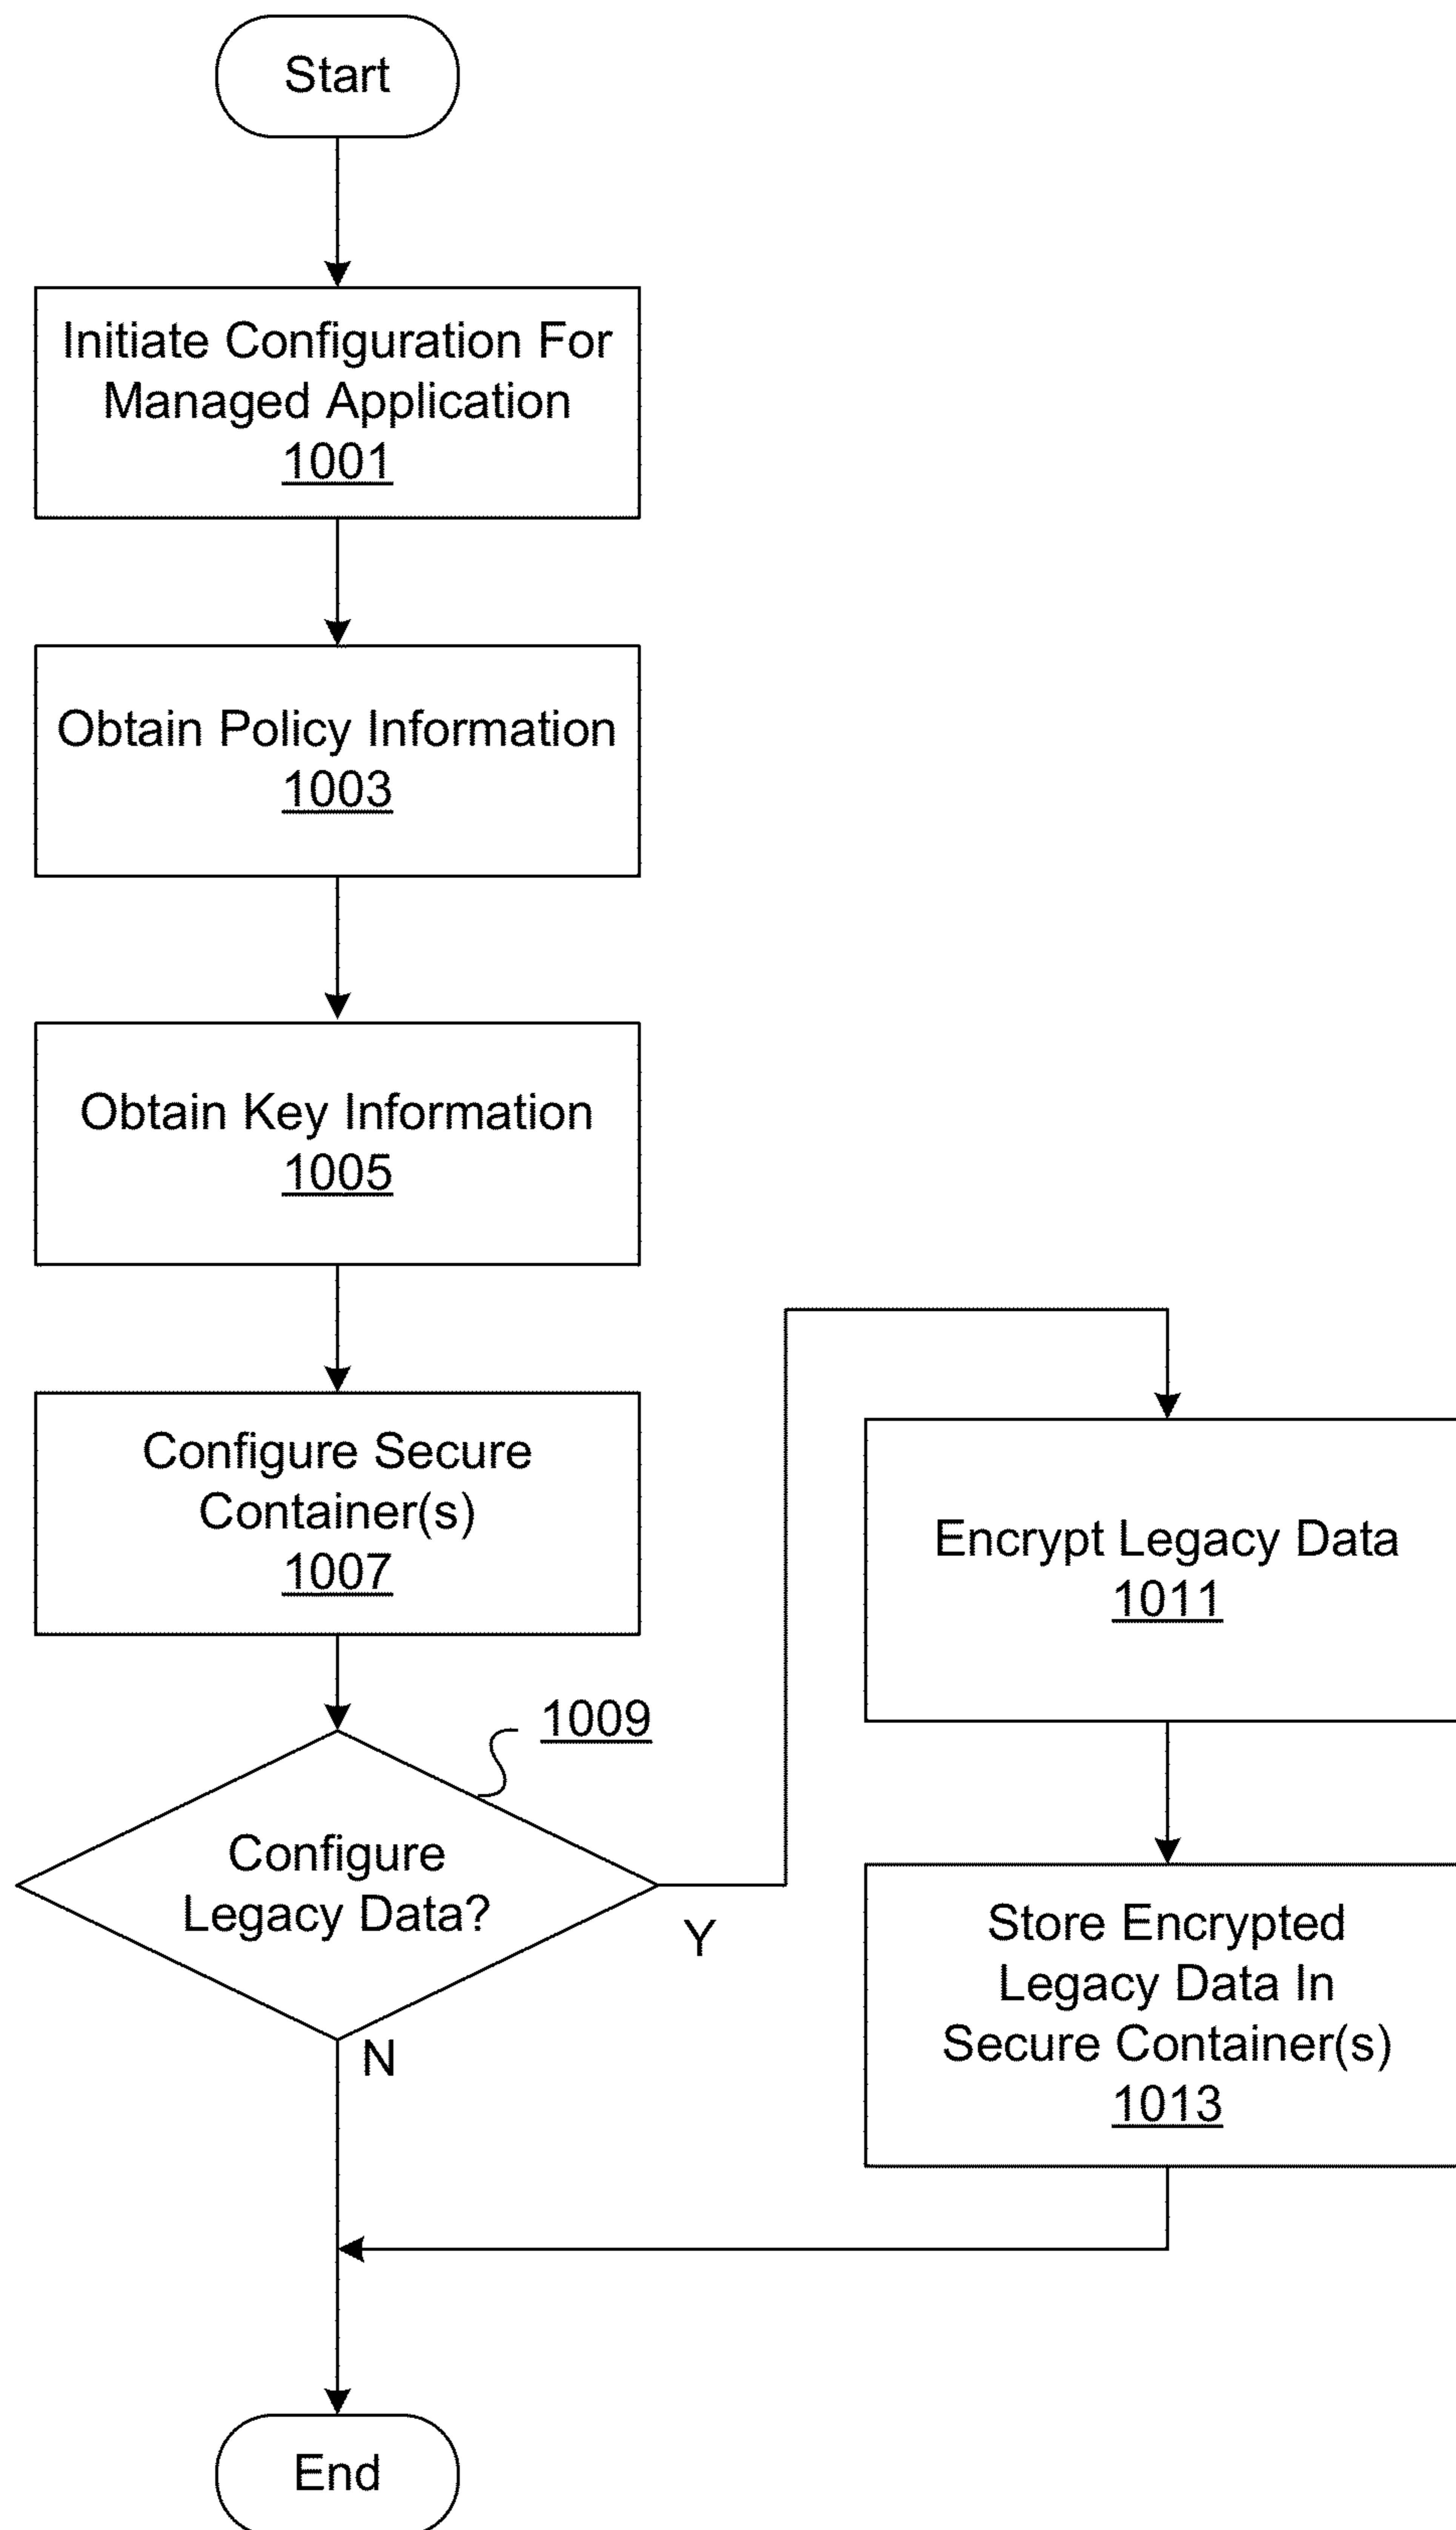 Start
Initiate Configuration For
Managed Application
1001
Obtain Policy Information
1003
Obtain Key Information
1005
Configure Secure
Container(s)
1007
1009
Configure
Legacy Data?
Y
N
Encrypt Legacy Data
1011
Store Encrypted
Legacy Data In
Secure Container(s)
1013
End